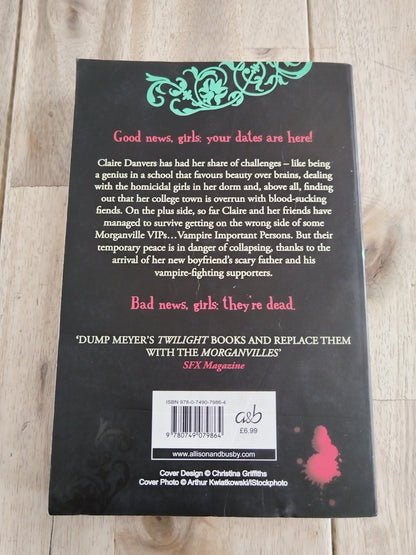 Good news, girls: your dates are here!
Claire Danvers has had her share of challenges – like being
a genius in a school that favours beauty over brains, dealing
with the homicidal girls in her dorm and, above all, finding
out that her college town is overrun with blood-sucking
fiends. On the plus side, so far Claire and her friends have
managed to survive getting on the wrong side of some
Morganville VIPs...Vampire Important Persons. But their
temporary peace is in danger of collapsing, thanks to the
arrival of her new boyfriend's scary father and his
vampire-fighting supporters.
Bad news, girls: they're dead.
'DUMP MEYER'S TWILIGHT BOOKS AND REPLACE THEM
WITH THE MORGANVILLES'
SFX Magazine
ISBN 978-0-7490-7986-4
9 780749 079864
a&b
£6.99
www.allisonandbusby.com
Cover Design © Christina Griffiths
Cover Photo © Arthur Kwiatkowski/iStockphoto